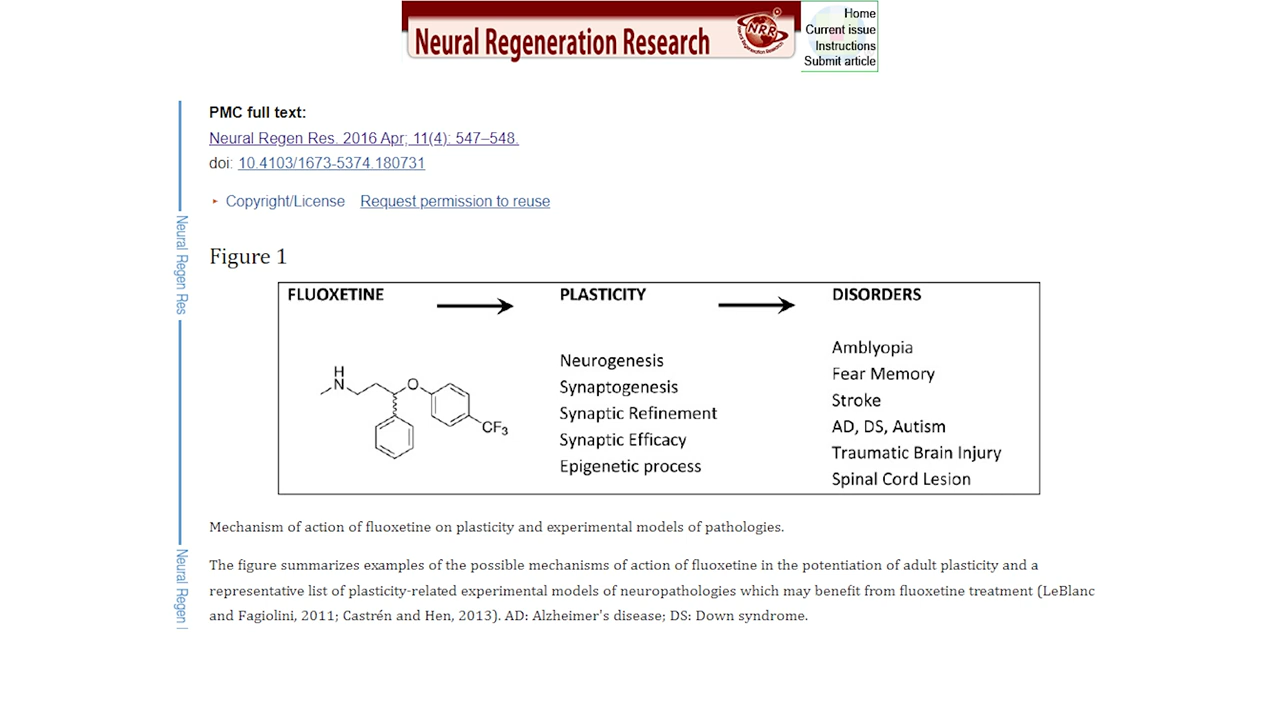 Neural Regeneration Research
NRR
Home
Current issue
Instructions
Submit article
PMC full text:
Neural Regen Res. 2016 Apr; 11(4): 547–548.
doi: 10.4103/1673-5374.180731
Copyright/License Request permission to reuse
Neural Regen Res
Neural Regen |
Figure 1
FLUOXETINE
H
N
O
CF3
PLASTICITY
Neurogenesis
Synaptogenesis
Synaptic Refinement
Synaptic Efficacy
Epigenetic process
DISORDERS
Amblyopia
Fear Memory
Stroke
AD, DS, Autism
Traumatic Brain Injury
Spinal Cord Lesion
Mechanism of action of fluoxetine on plasticity and experimental models of pathologies.
The figure summarizes examples of the possible mechanisms of action of fluoxetine in the potentiation of adult plasticity and a
representative list of plasticity-related experimental models of neuropathologies which may benefit from fluoxetine treatment (LeBlanc
and Fagiolini, 2011; Castrén and Hen, 2013). AD: Alzheimer's disease; DS: Down syndrome.